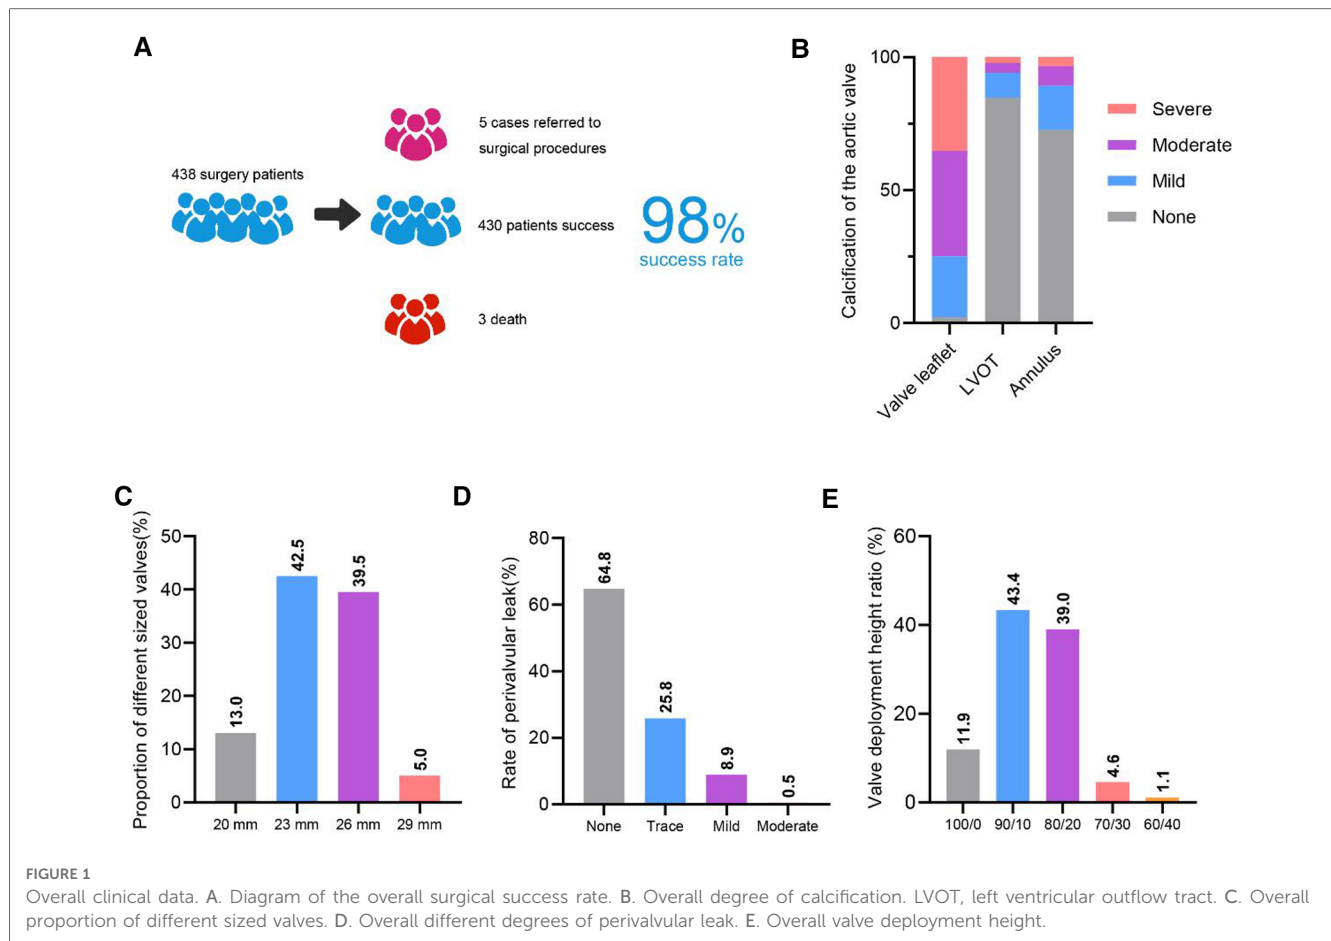 A
438 surgery patients
5 cases referred to
surgical procedures
430 patients success
3 death
98%
success rate
B
Calcification of the aortic valve
100
50
0
Valve leaflet
LVOT
Annulus
Severe
Moderate
Mild
None
C
Proportion of different sized valves(%)
50
40
30
20
10
0
13.0
42.5
39.5
5.0
20 mm
23 mm
26 mm
29 mm
D
Rate of perivalvular leak(%)
80
60
40
20
0
64.8
25.8
8.9
0.5
None
Trace
Mild
Moderate
E
Valve deployment height ratio (%)
60
40
20
0
11.9
43.4
39.0
4.6
1.1
100/0
90/10
80/20
70/30
60/40
FIGURE 1
Overall clinical data. A. Diagram of the overall surgical success rate. B. Overall degree of calcification. LVOT, left ventricular outflow tract. C. Overall
proportion of different sized valves. D. Overall different degrees of perivalvular leak. E. Overall valve deployment height.